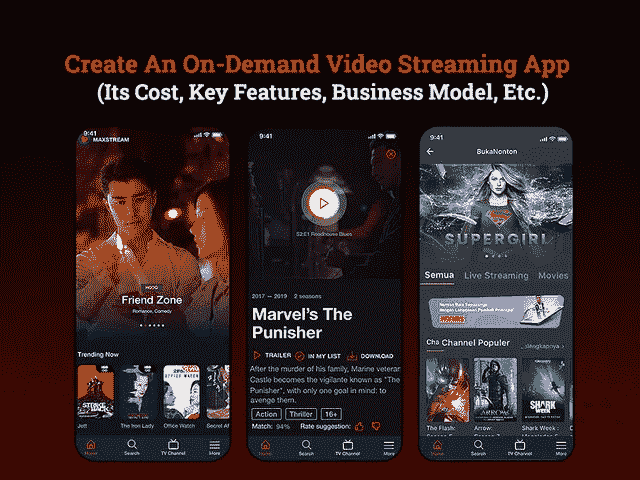 Create An On-Demand Video Streaming App
(Its Cost, Key Features, Business Model, Etc.)
9:41
MAXSTREAM
HOOQ
Friend Zone
Romance, Comedy
Trending Now
Jett
The Iron Lady
Office Watch
Secret Af
Home
Search
TV Channel
More
9:41
S2:E1 Roadhouse Blues
2017 — 2019 2 seasons
Marvel's The
Punisher
TRAILER
IN MY LIST
DOWNLOAD
After the murder of his family, Marine veteran
Castle becomes the vigilante known as "The
Punisher", with only one goal in mind: to
avenge them.
Action
Thriller
16+
Match: 94%
Rate suggestion:
Home
Search
TV Channel
More
9:41
BukaNonton
SUPERGIRL
Semua
Live Streaming
Movies
Channel Populer
ARROW
SHARK
WEEK
The Flash:
Arrow:
Shark Week :
Home
Search
TV Channel
More